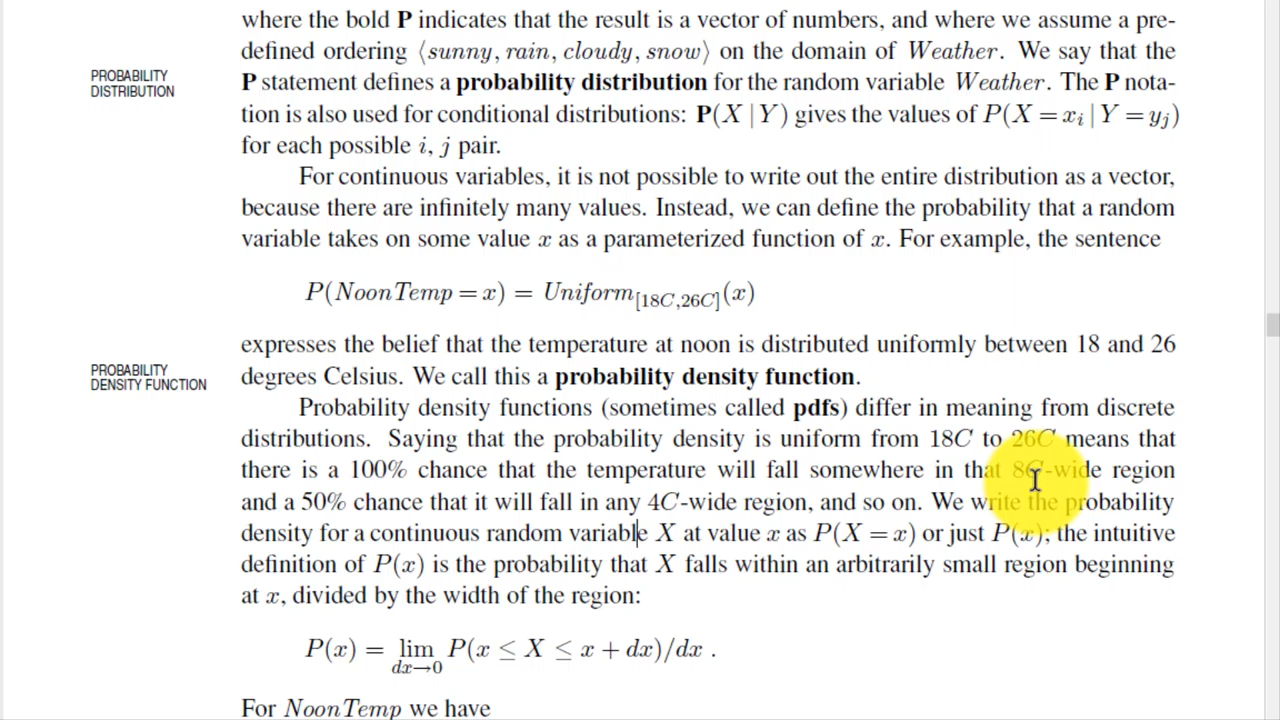 where the bold P indicates that the result is a vector of numbers, and where we assume a pre-
defined ordering ⟨sunny, rain, cloudy, snow⟩ on the domain of Weather. We say that the
PROBABILITY
DISTRIBUTION
P statement defines a probability distribution for the random variable Weather. The P nota-
tion is also used for conditional distributions: P(X | Y) gives the values of P(X = xᵢ | Y = yⱼ)
for each possible i, j pair.
For continuous variables, it is not possible to write out the entire distribution as a vector,
because there are infinitely many values. Instead, we can define the probability that a random
variable takes on some value x as a parameterized function of x. For example, the sentence
P(NoonTemp = x) = Uniform[18C,26C](x)
expresses the belief that the temperature at noon is distributed uniformly between 18 and 26
PROBABILITY
DENSITY FUNCTION
degrees Celsius. We call this a probability density function.
Probability density functions (sometimes called pdfs) differ in meaning from discrete
distributions. Saying that the probability density is uniform from 18C to 26C means that
there is a 100% chance that the temperature will fall somewhere in that 8C-wide region
and a 50% chance that it will fall in any 4C-wide region, and so on. We write the probability
density for a continuous random variable X at value x as P(X = x) or just P(x); the intuitive
definition of P(x) is the probability that X falls within an arbitrarily small region beginning
at x, divided by the width of the region:
P(x) = lim dx→0 P(x ≤ X ≤ x + dx)/dx .
For NoonTemp we have